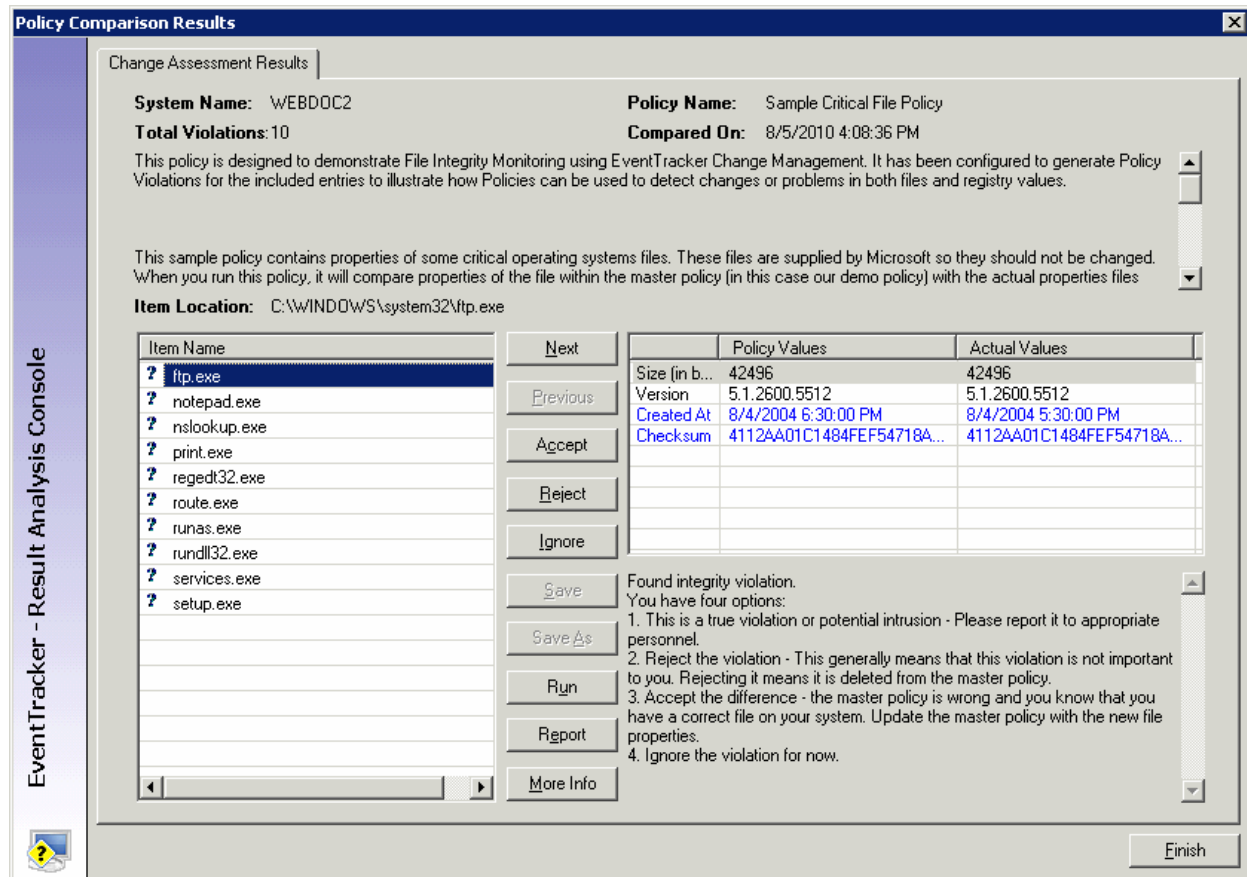 Policy Comparison Results
EventTracker - Result Analysis Console
Change Assessment Results
System Name: WEBDOC2
Policy Name: Sample Critical File Policy
Total Violations: 10
Compared On: 8/5/2010 4:08:36 PM
This policy is designed to demonstrate File Integrity Monitoring using EventTracker Change Management. It has been configured to generate Policy
Violations for the included entries to illustrate how Policies can be used to detect changes or problems in both files and registry values.
This sample policy contains properties of some critical operating systems files. These files are supplied by Microsoft so they should not be changed.
When you run this policy, it will compare properties of the file within the master policy (in this case our demo policy) with the actual properties files
Item Location: C:\WINDOWS\system32\ftp.exe
Item Name
? ftp.exe
? notepad.exe
? nslookup.exe
? print.exe
? regedt32.exe
? route.exe
? runas.exe
? rundll32.exe
? services.exe
? setup.exe
Next
Previous
Accept
Reject
Ignore
Save
Save As
Run
Report
More Info
Policy Values Actual Values
Size (in b... 42496 42496
Version 5.1.2600.5512 5.1.2600.5512
Created At 8/4/2004 6:30:00 PM 8/4/2004 5:30:00 PM
Checksum 4112AA01C1484FEF54718A... 4112AA01C1484FEF54718A...
Found integrity violation.
You have four options:
1. This is a true violation or potential intrusion - Please report it to appropriate
personnel.
2. Reject the violation - This generally means that this violation is not important
to you. Rejecting it means it is deleted from the master policy.
3. Accept the difference - the master policy is wrong and you know that you
have a correct file on your system. Update the master policy with the new file
properties.
4. Ignore the violation for now.
Finish